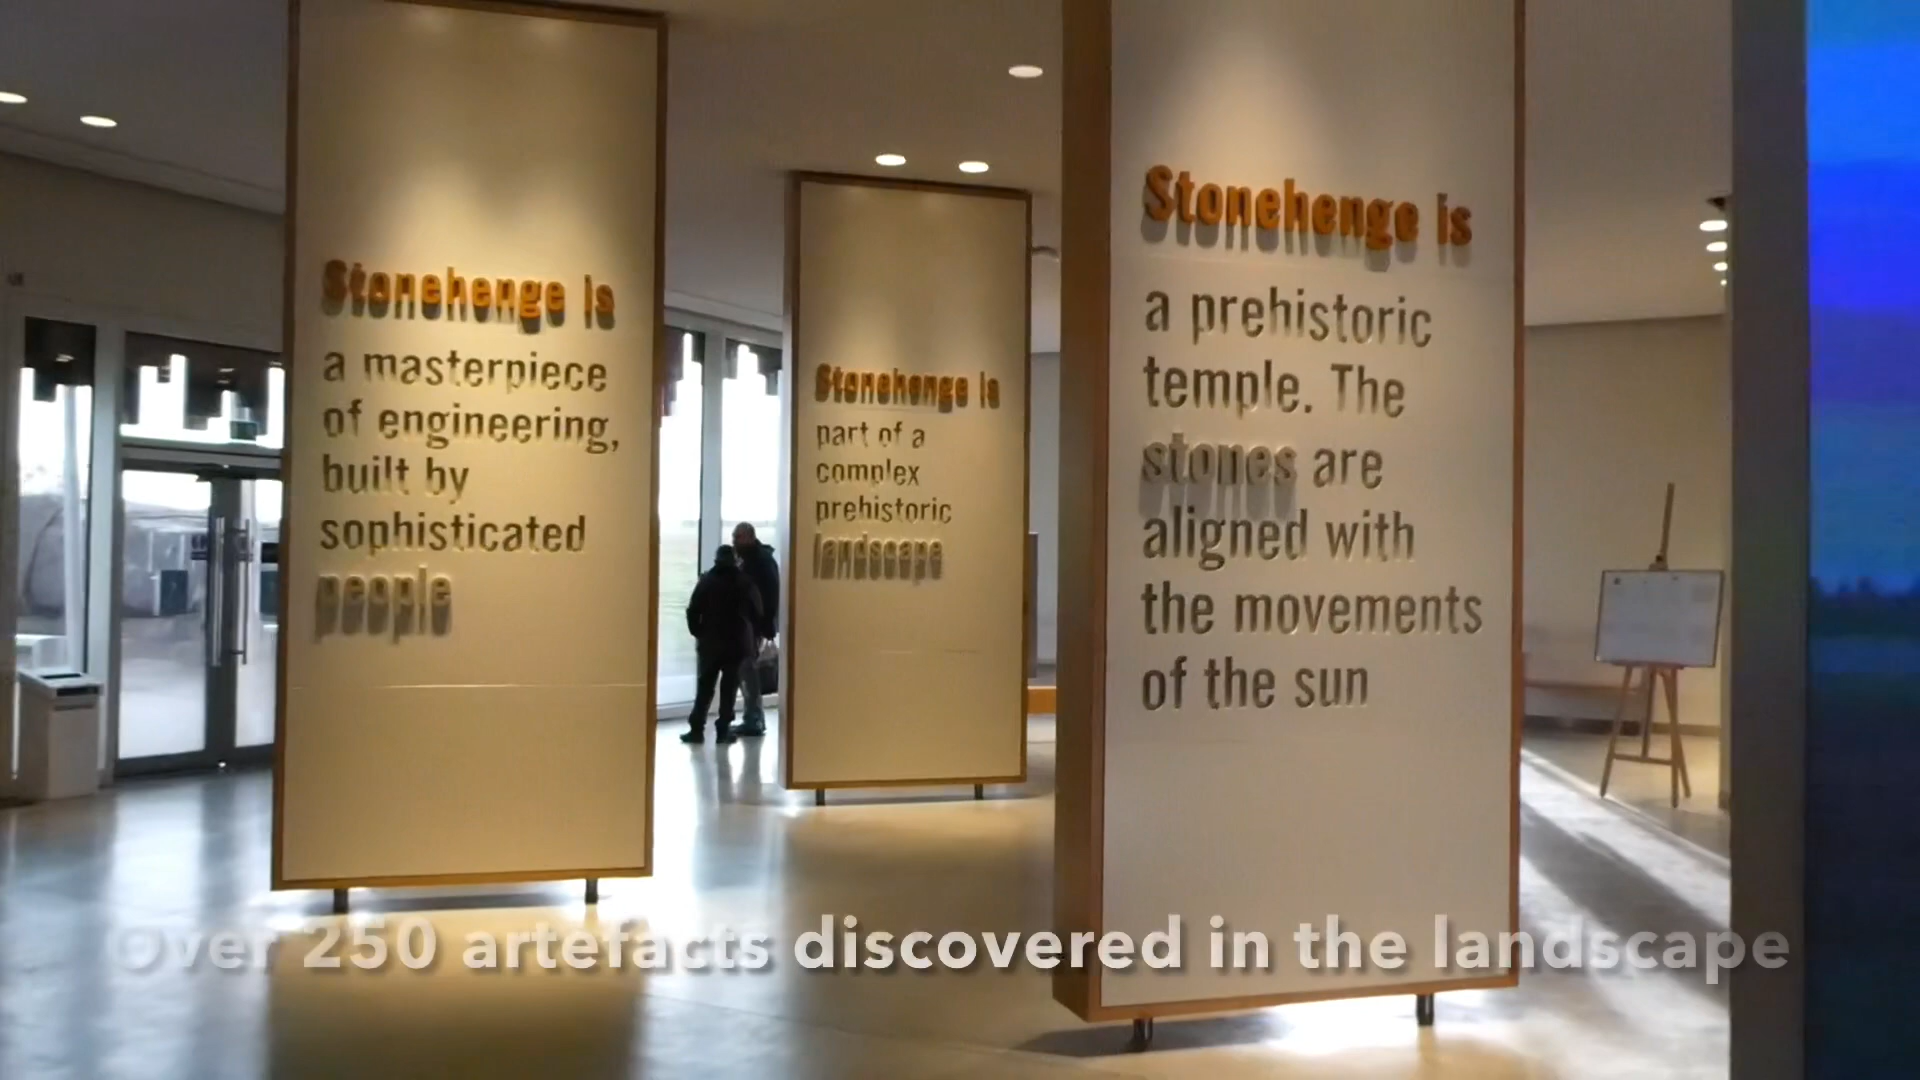 Stonehenge is
a masterpiece
of engineering,
built by
sophisticated
people
Stonehenge is
part of a
complex
prehistoric
landscape
Stonehenge is
a prehistoric
temple. The
stones are
aligned with
the movements
of the sun
Over 250 artefacts discovered in the landscape